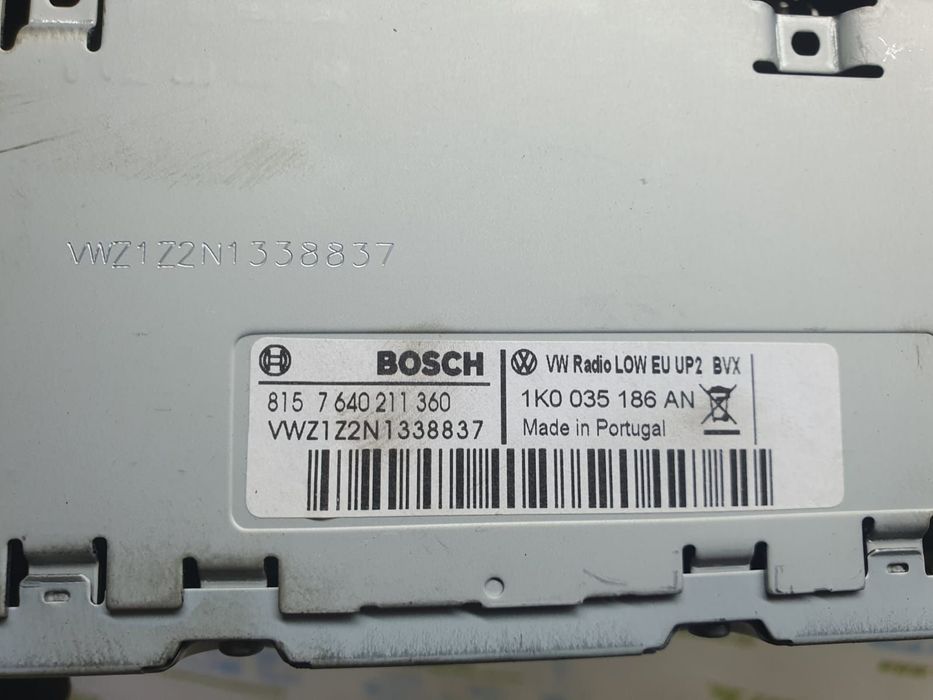 VWZ1Z2N1338837
BOSCH
815 7 640 211 360
VWZ1Z2N1338837
VW Radio LOW EU UP2 BVX
1K0 035 186 AN
Made in Portugal